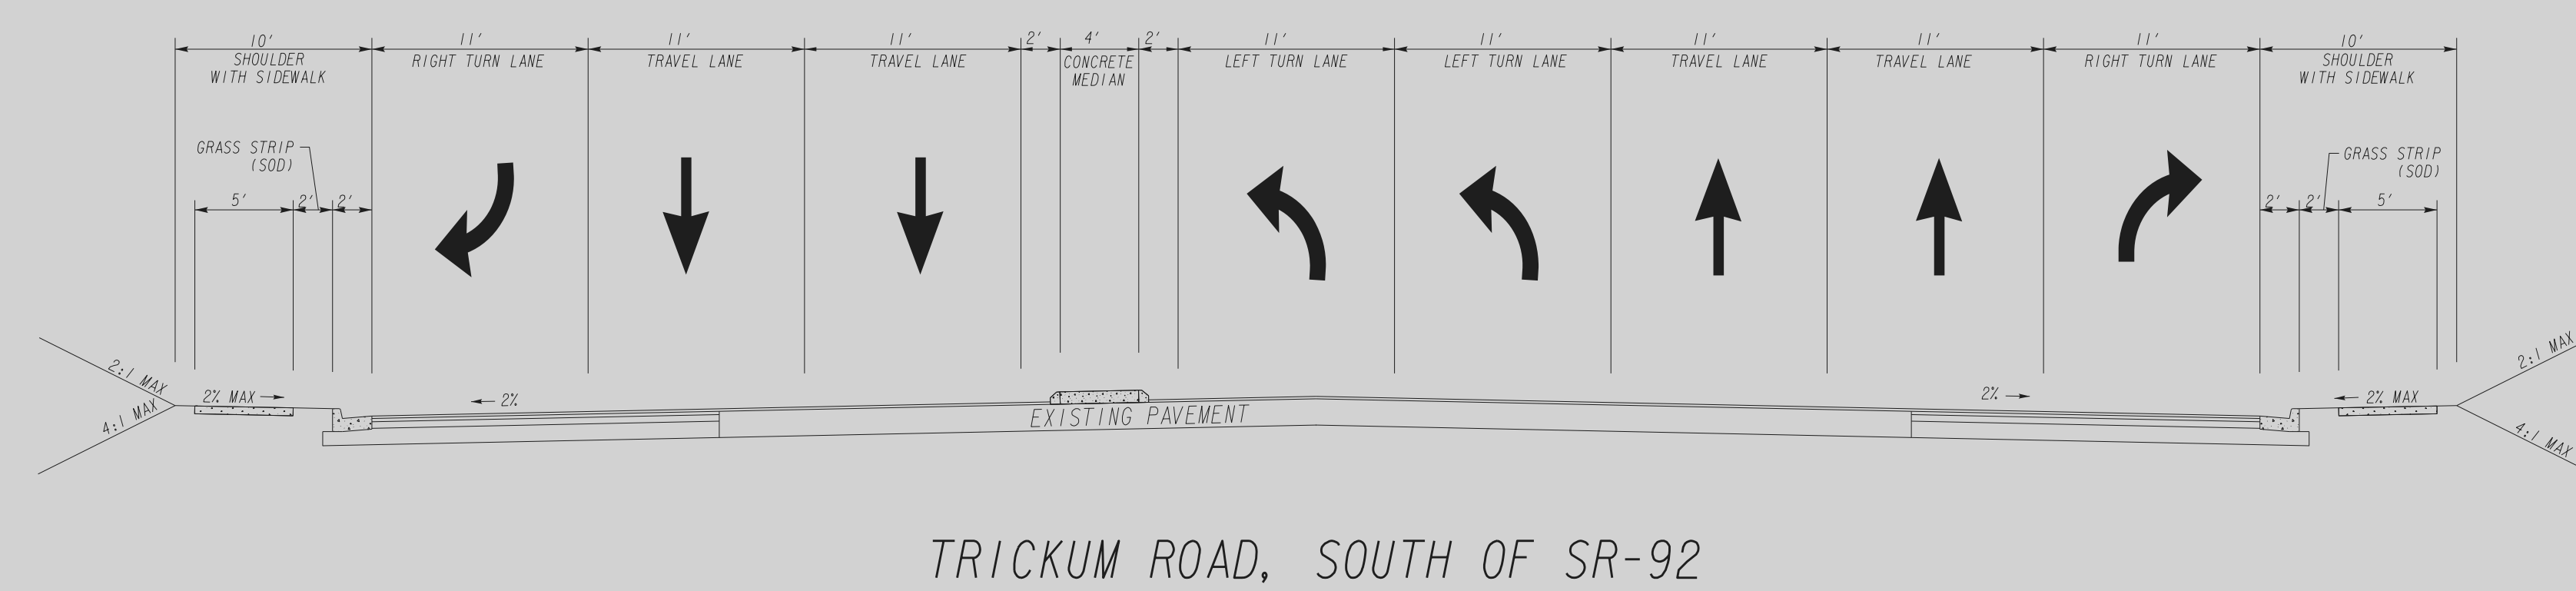 10' 11' 11' 11' 2' 4' 2' 11' 11' 11' 11' 11' 10'
SHOULDER
WITH SIDEWALK
RIGHT TURN LANE
TRAVEL LANE
TRAVEL LANE
CONCRETE
MEDIAN
LEFT TURN LANE
LEFT TURN LANE
TRAVEL LANE
TRAVEL LANE
RIGHT TURN LANE
SHOULDER
WITH SIDEWALK
GRASS STRIP
(SOD)
GRASS STRIP
(SOD)
5' 2' 2'
2' 2' 5'
2:1 MAX
4:1 MAX
2% MAX
2%
EXISTING PAVEMENT
2%
2% MAX
2:1 MAX
4:1 MAX
TRICKUM ROAD, SOUTH OF SR-92